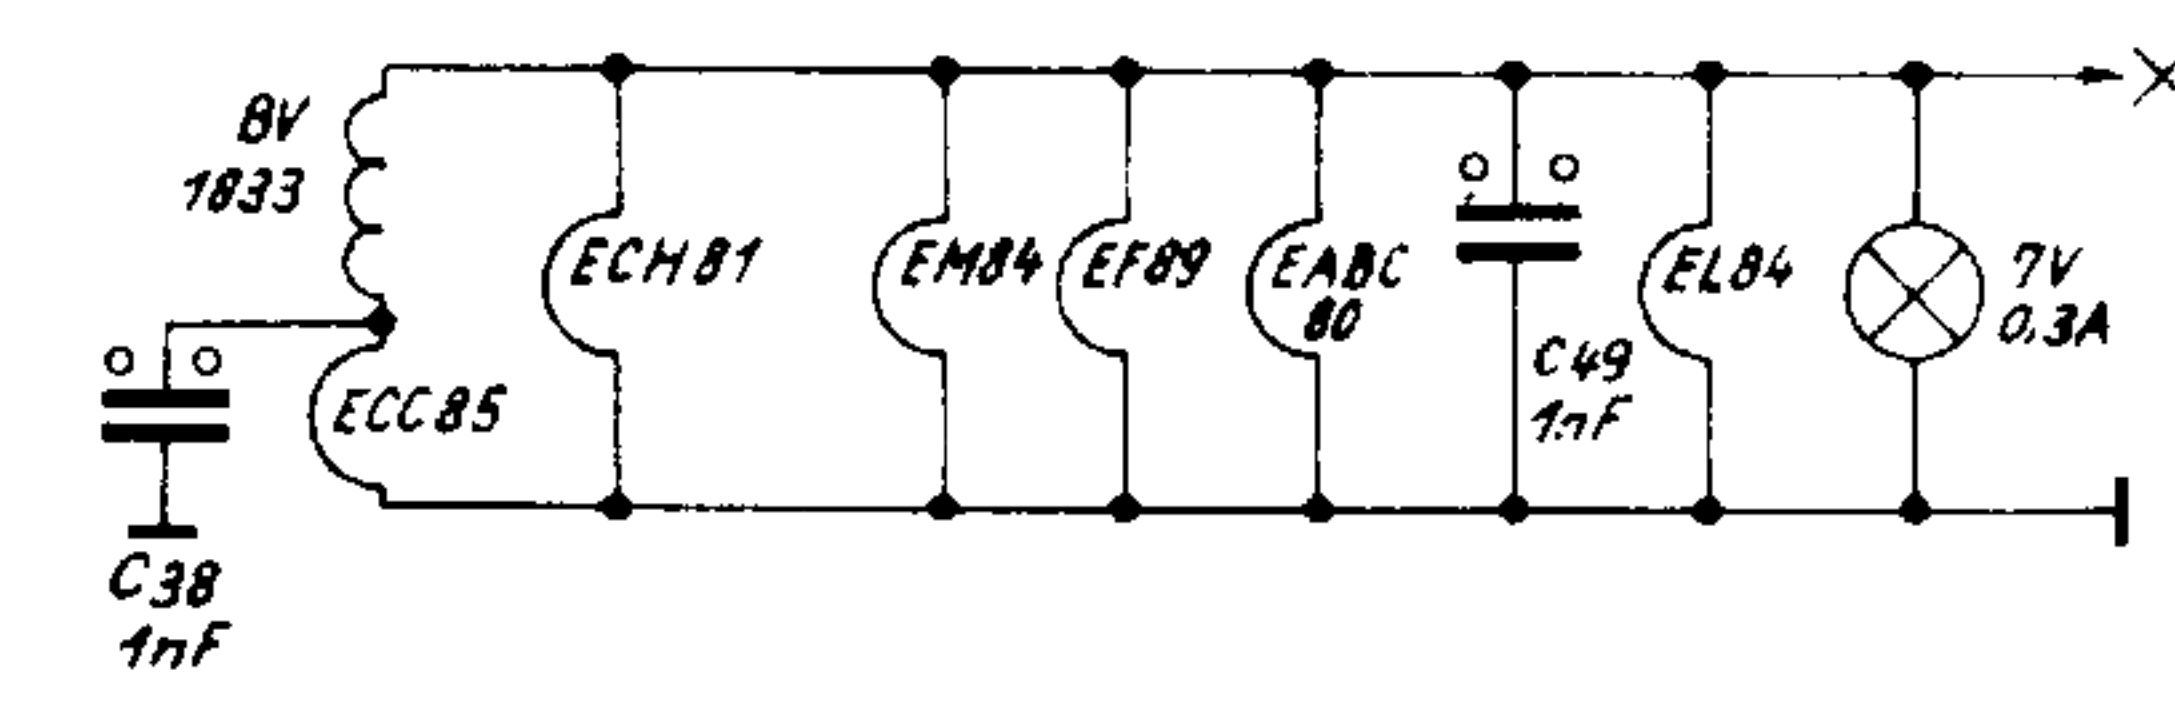 BV
1833
ECH81
EM84
EF89
EABC
80
EL84
7V
0,3A
ECC85
C49
1nF
C38
1nF
X